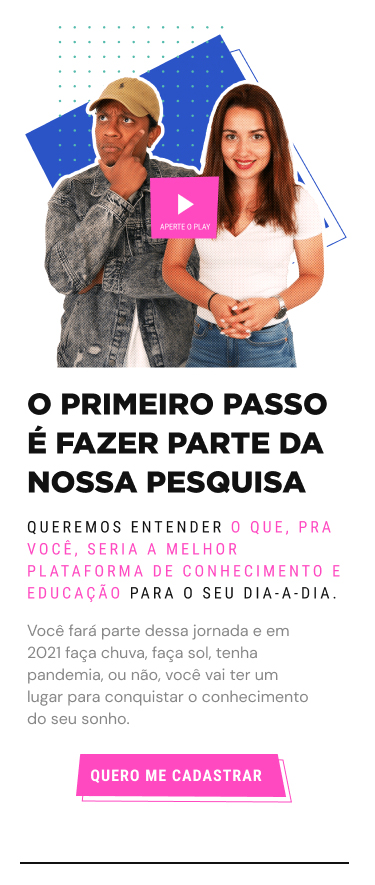 APERTE O PLAY
O PRIMEIRO PASSO
É FAZER PARTE DA
NOSSA PESQUISA
QUEREMOS ENTENDER O QUE, PRA
VOCÊ, SERIA A MELHOR
PLATAFORMA DE CONHECIMENTO E
EDUCAÇÃO PARA O SEU DIA-A-DIA.
Você fará parte dessa jornada e em
2021 faça chuva, faça sol, tenha
pandemia, ou não, você vai ter um
lugar para conquistar o conhecimento
do seu sonho.
QUERO ME CADASTRAR